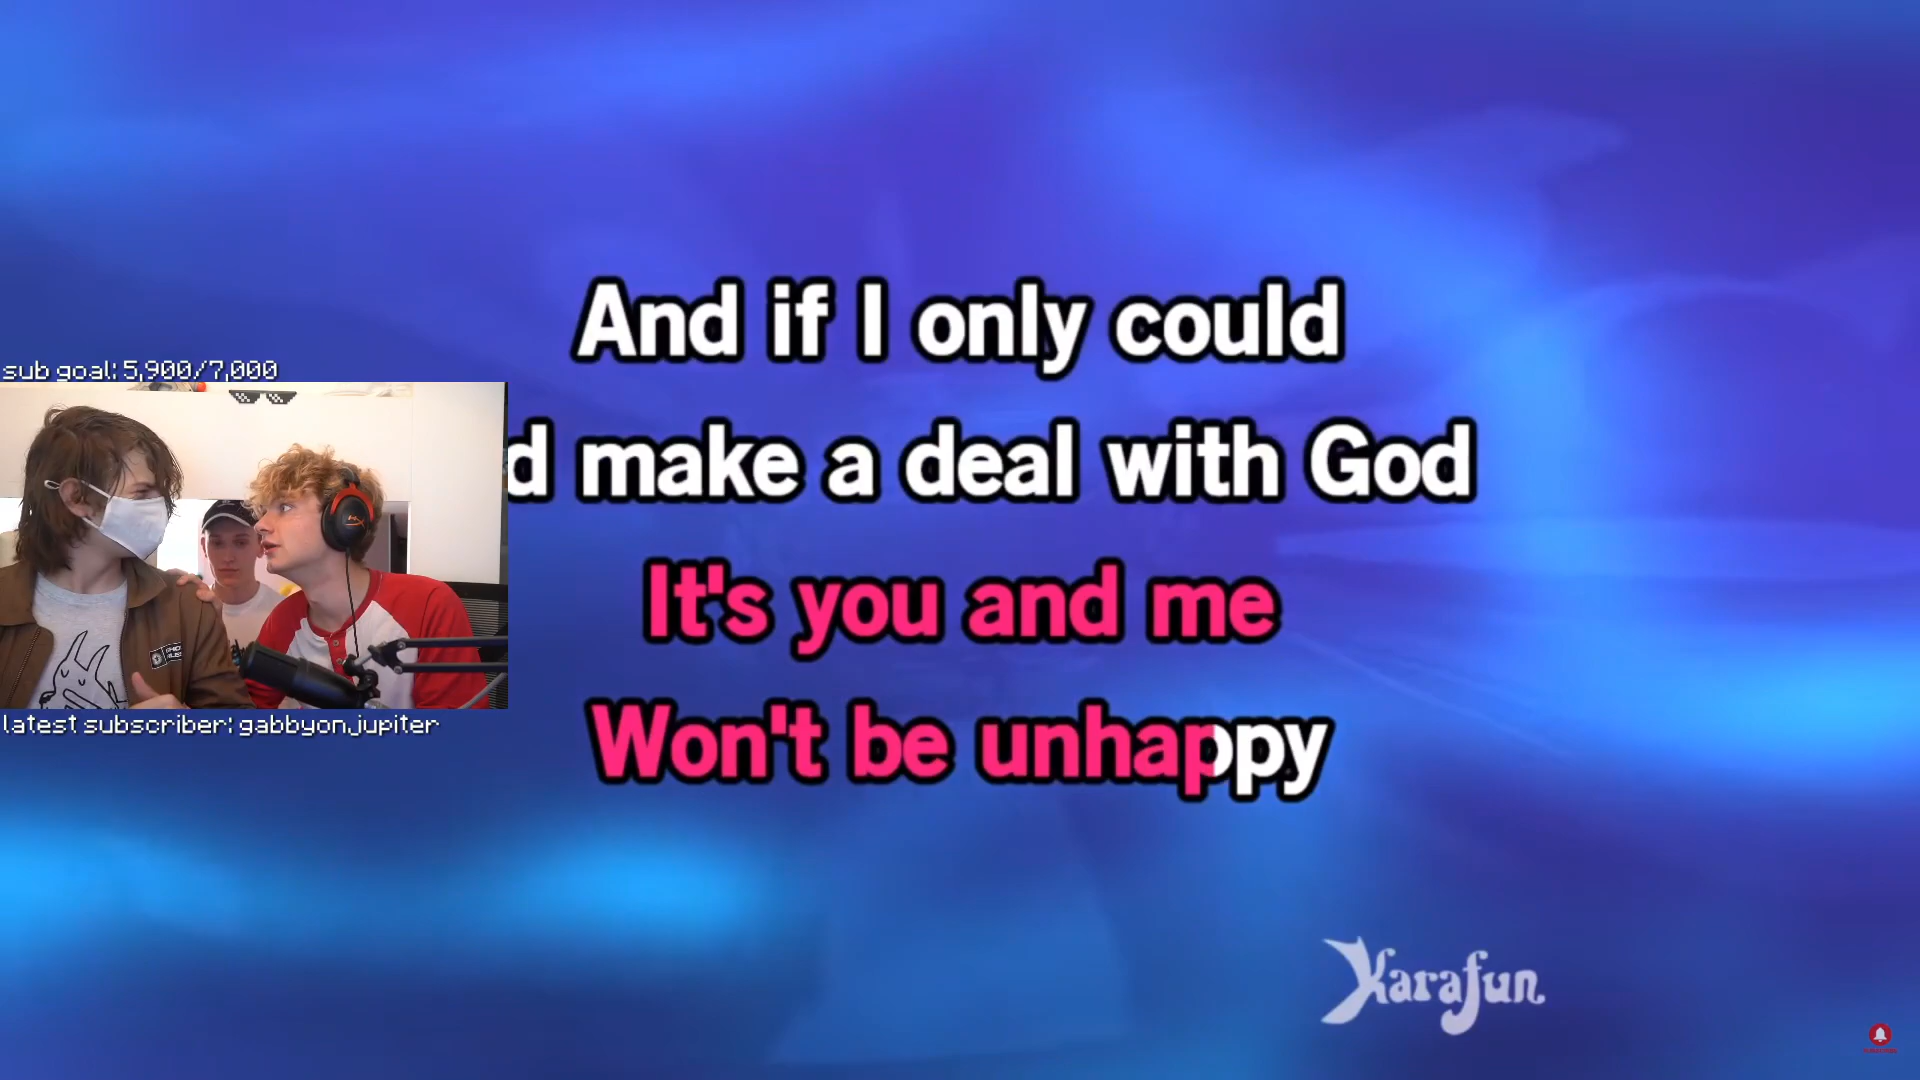 And if I only could
d make a deal with God
It's you and me
Won't be unhappy
sub goal: 5,900/7,000
latest subscriber: gabbyonjupiter
Karafun